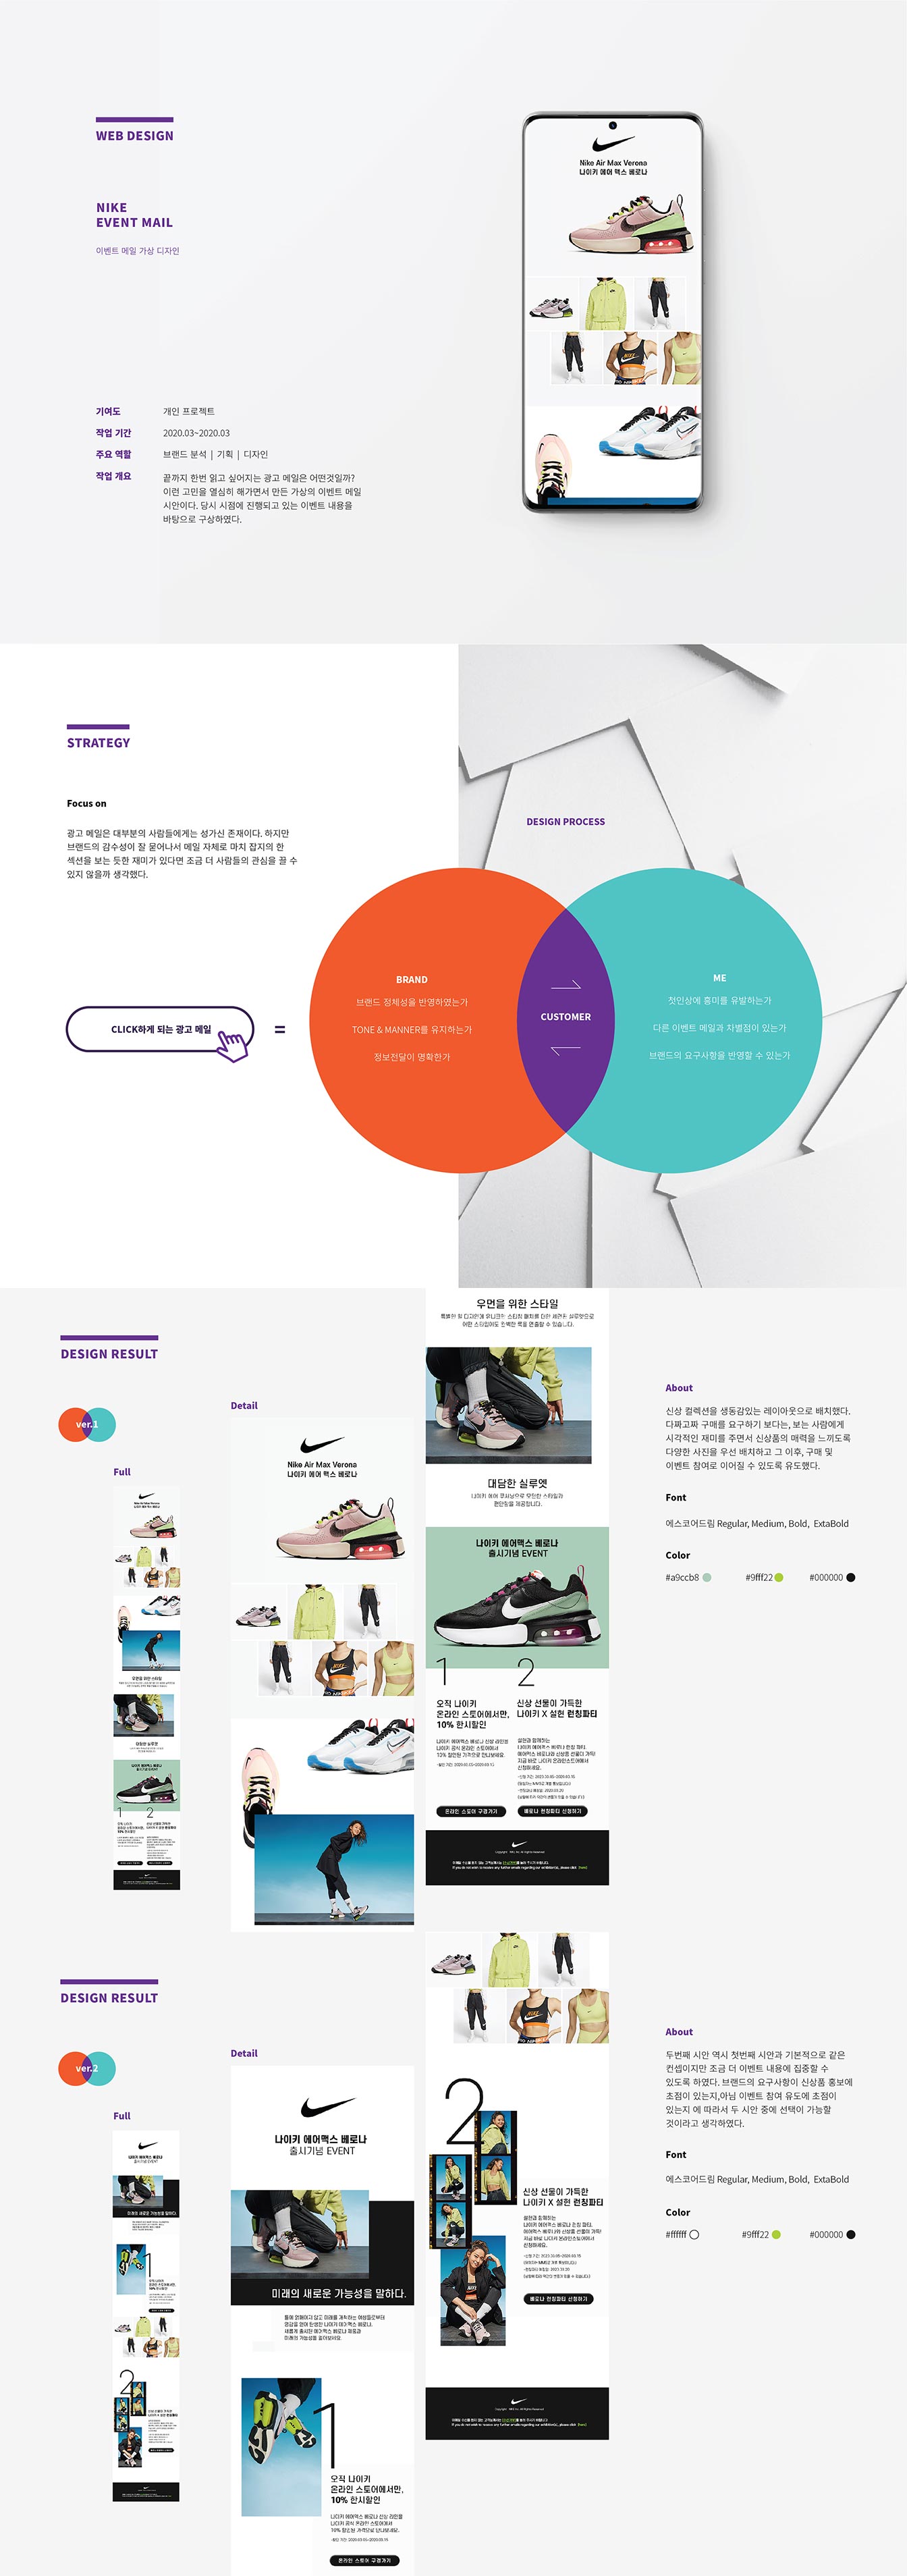 WEB DESIGN
NIKE
EVENT MAIL
이벤트 메일 가상 디자인
기여도 개인 프로젝트
작업 기간 2020.03~2020.03
주요 역할 브랜드 분석 | 기획 | 디자인
작업 개요 끝까지 한번 읽고 싶어지는 광고 메일은 어떤것일까?
이런 고민을 열심히 해가면서 만든 가상의 이벤트 메일
시안이다. 당시 시점에 진행되고 있는 이벤트 내용을
바탕으로 구상하였다.
Nike Air Max Verona
나이키 에어 맥스 베로나
STRATEGY
Focus on
광고 메일은 대부분의 사람들에게는 성가신 존재이다. 하지만
브랜드의 감수성이 잘 묻어나서 메일 자체로 마치 잡지의 한
섹션을 보는 듯한 재미가 있다면 조금 더 사람들의 관심을 끌 수
있지 않을까 생각했다.
CLICK하게 되는 광고 메일
=
DESIGN PROCESS
BRAND
브랜드 정체성을 반영하였는가
TONE & MANNER를 유지하는가
정보전달이 명확한가
CUSTOMER
ME
첫인상에 흥미를 유발하는가
다른 이벤트 메일과 차별점이 있는가
브랜드의 요구사항을 반영할 수 있는가
DESIGN RESULT
ver.1
Full
Detail
Nike Air Max Verona
나이키 에어 맥스 베로나
우먼을 위한 스타일
대담한 실루엣
나이키 에어맥스 베로나
출시기념 EVENT
1
오직 나이키
온라인 스토어에서만,
10% 한시할인
온라인 스토어 구경가기
2
신상 선물이 가득한
나이키 X 설현 런칭파티
베로나 런칭파티 신청하기
About
신상 컬렉션을 생동감있는 레이아웃으로 배치했다.
다짜고짜 구매를 요구하기 보다는, 보는 사람에게
시각적인 재미를 주면서 신상품의 매력을 느끼도록
다양한 사진을 우선 배치하고 그 이후, 구매 및
이벤트 참여로 이어질 수 있도록 유도했다.
Font
에스코어드림 Regular, Medium, Bold, ExtaBold
Color
#a9ccb8 #9fff22 #000000
DESIGN RESULT
ver.2
Full
Detail
나이키 에어맥스 베로나
출시기념 EVENT
미래의 새로운 가능성을 말하다.
1
오직 나이키
온라인 스토어에서만,
10% 한시할인
온라인 스토어 구경가기
2
신상 선물이 가득한
나이키 X 설현 런칭파티
베로나 런칭파티 신청하기
About
두번째 시안 역시 첫번째 시안과 기본적으로 같은
컨셉이지만 조금 더 이벤트 내용에 집중할 수
있도록 하였다. 브랜드의 요구사항이 신상품 홍보에
초점이 있는지,아님 이벤트 참여 유도에 초점이
있는지 에 따라서 두 시안 중에 선택이 가능할
것이라고 생각하였다.
Font
에스코어드림 Regular, Medium, Bold, ExtaBold
Color
#ffffff #9fff22 #000000